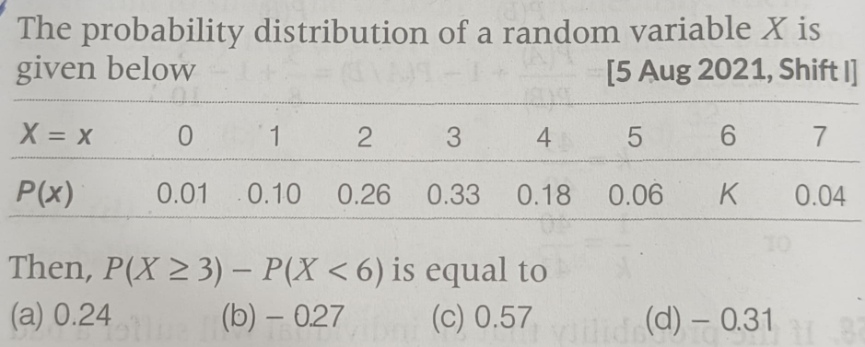 The probability distribution of a random variable X is
given below [5 Aug 2021, Shift I]
X = x 0 1 2 3 4 5 6 7
P(x) 0.01 0.10 0.26 0.33 0.18 0.06 K 0.04
Then, P(X ≥ 3) – P(X < 6) is equal to
(a) 0.24 (b) – 027 (c) 0.57 (d) – 0.31